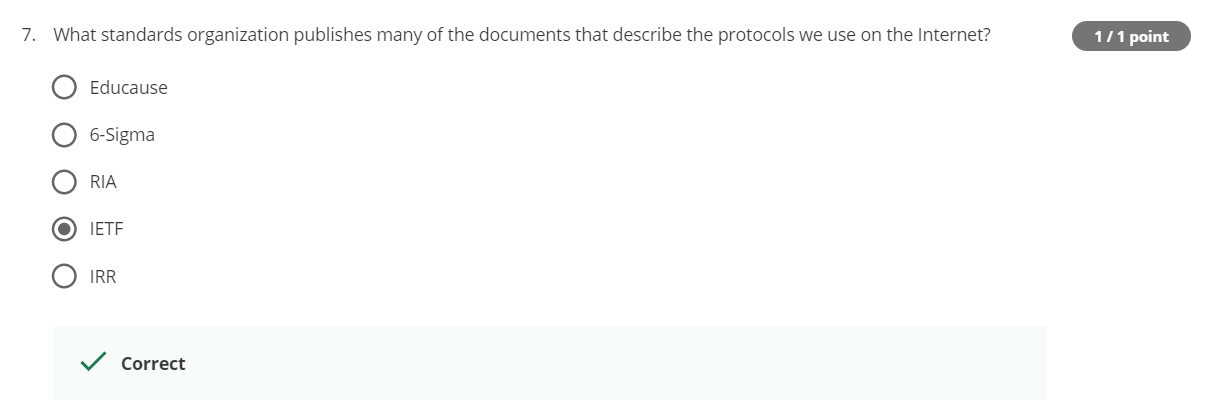 7. What standards organization publishes many of the documents that describe the protocols we use on the Internet?
1 / 1 point
Educause
6-Sigma
RIA
IETF
IRR
Correct